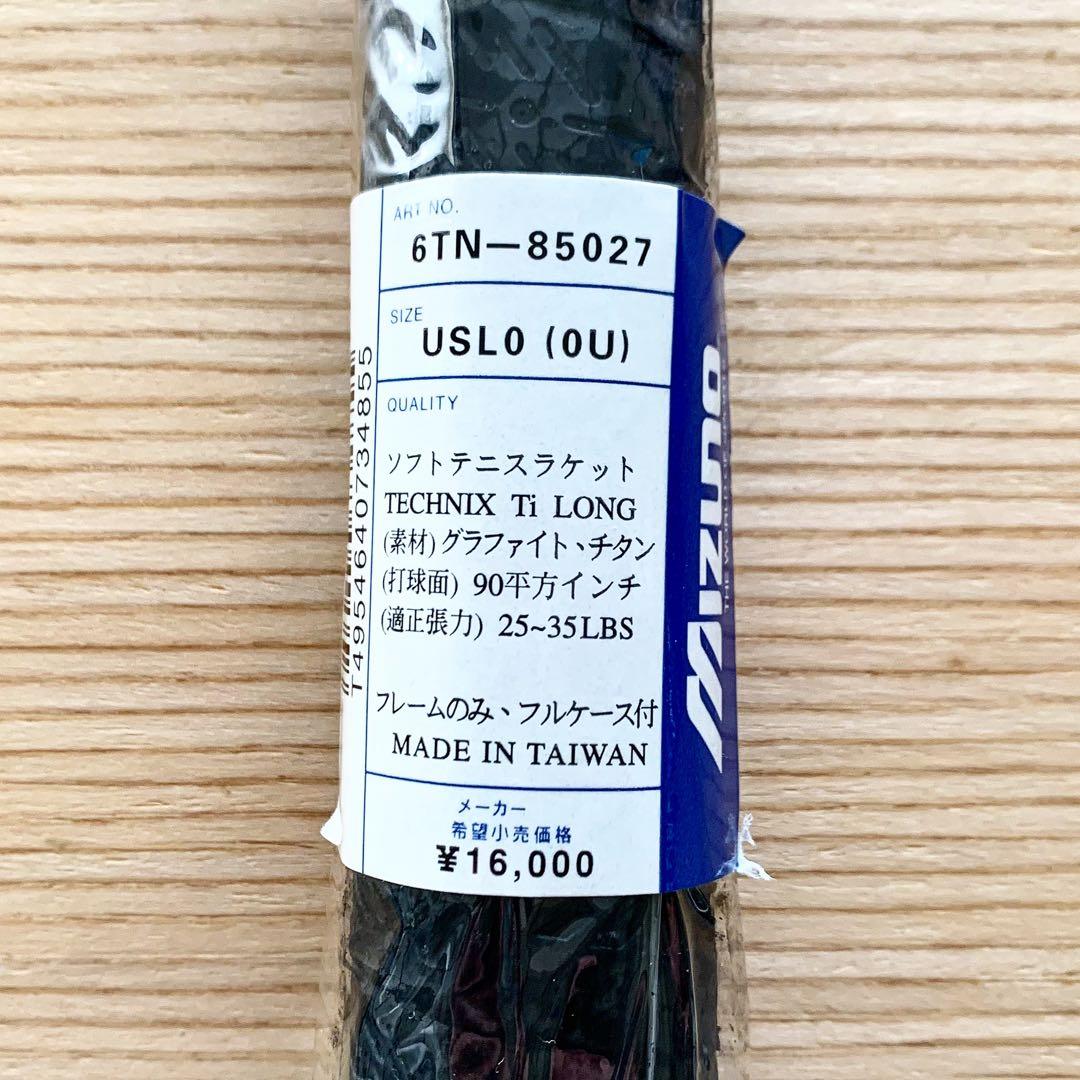 ART NO.
6TN—85027
SIZE
USL0 (0U)
QUALITY
ソフトテニスラケット
TECHNIX Ti LONG
(素材)グラファイト、チタン
(打球面) 90平方インチ
(適正張力) 25~35LBS
フレームのみ、フルケース付
MADE IN TAIWAN
メーカー
希望小売価格
¥16,000
T4954640734855
mizuno
THE WORLD OF SPORTS